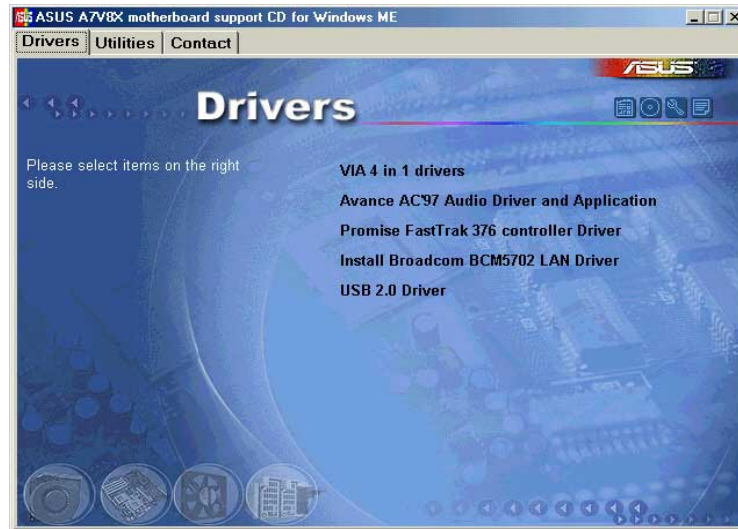 ASUS A7V8X motherboard support CD for Windows ME
Drivers Utilities Contact
ASUS
Drivers
Please select items on the right
side.
VIA 4 in 1 drivers
Avance AC'97 Audio Driver and Application
Promise FastTrak 376 controller Driver
Install Broadcom BCM5702 LAN Driver
USB 2.0 Driver